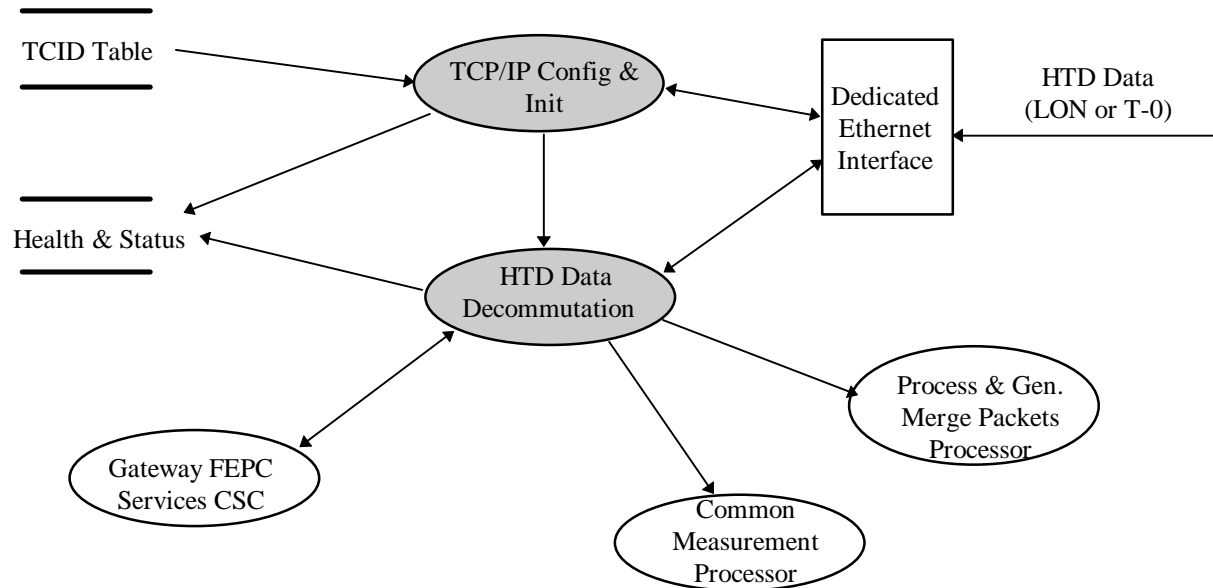 TCID Table
TCP/IP Config &
Init
Dedicated
Ethernet
Interface
HTD Data
(LON or T-0)
Health & Status
HTD Data
Decommutation
Process & Gen.
Merge Packets
Processor
Gateway FEPC
Services CSC
Common
Measurement
Processor